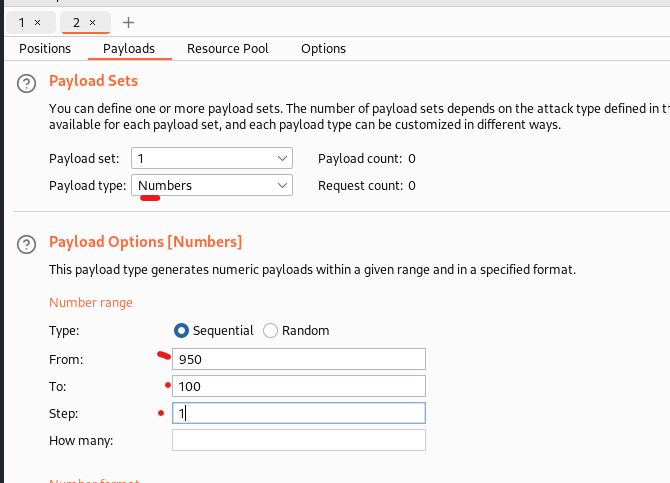 1 × 2 × +
Positions Payloads Resource Pool Options
? Payload Sets
You can define one or more payload sets. The number of payload sets depends on the attack type defined in
available for each payload set, and each payload type can be customized in different ways.
Payload set: 1 Payload count: 0
Payload type: Numbers Request count: 0
? Payload Options [Numbers]
This payload type generates numeric payloads within a given range and in a specified format.
Number range
Type: Sequential Random
From: 950
To: 100
Step: 1
How many:
Number format